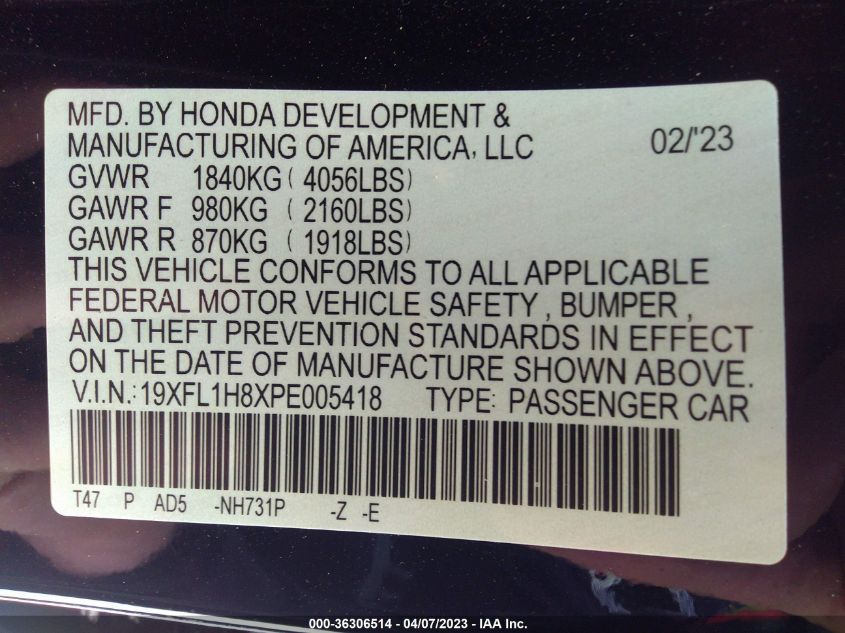 MFD. BY HONDA DEVELOPMENT &
MANUFACTURING OF AMERICA, LLC 02/'23
GVWR 1840KG ( 4056LBS)
GAWR F 980KG ( 2160LBS)
GAWR R 870KG ( 1918LBS)
THIS VEHICLE CONFORMS TO ALL APPLICABLE
FEDERAL MOTOR VEHICLE SAFETY , BUMPER ,
AND THEFT PREVENTION STANDARDS IN EFFECT
ON THE DATE OF MANUFACTURE SHOWN ABOVE.
V.I.N.: 19XFL1H8XPE005418 TYPE: PASSENGER CAR
T47 P AD5 -NH731P -Z -E
000-36306514 - 04/07/2023 - IAA Inc.